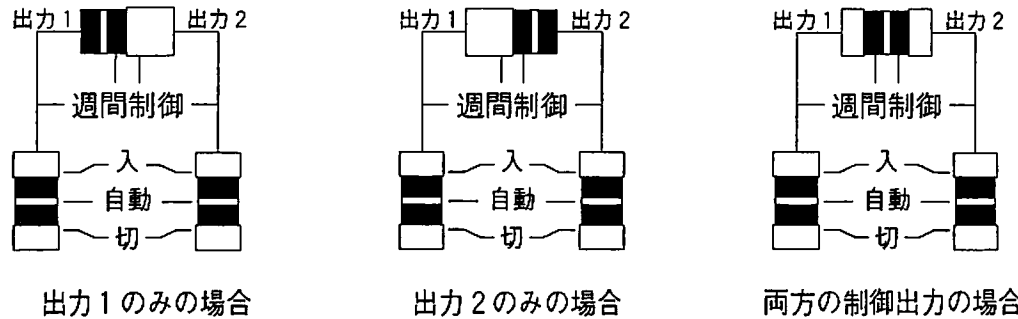 出力1 出力2
週間制御
入
自動
切
出力1のみの場合
出力1 出力2
週間制御
入
自動
切
出力2のみの場合
出力1 出力2
週間制御
入
自動
切
両方の制御出力の場合